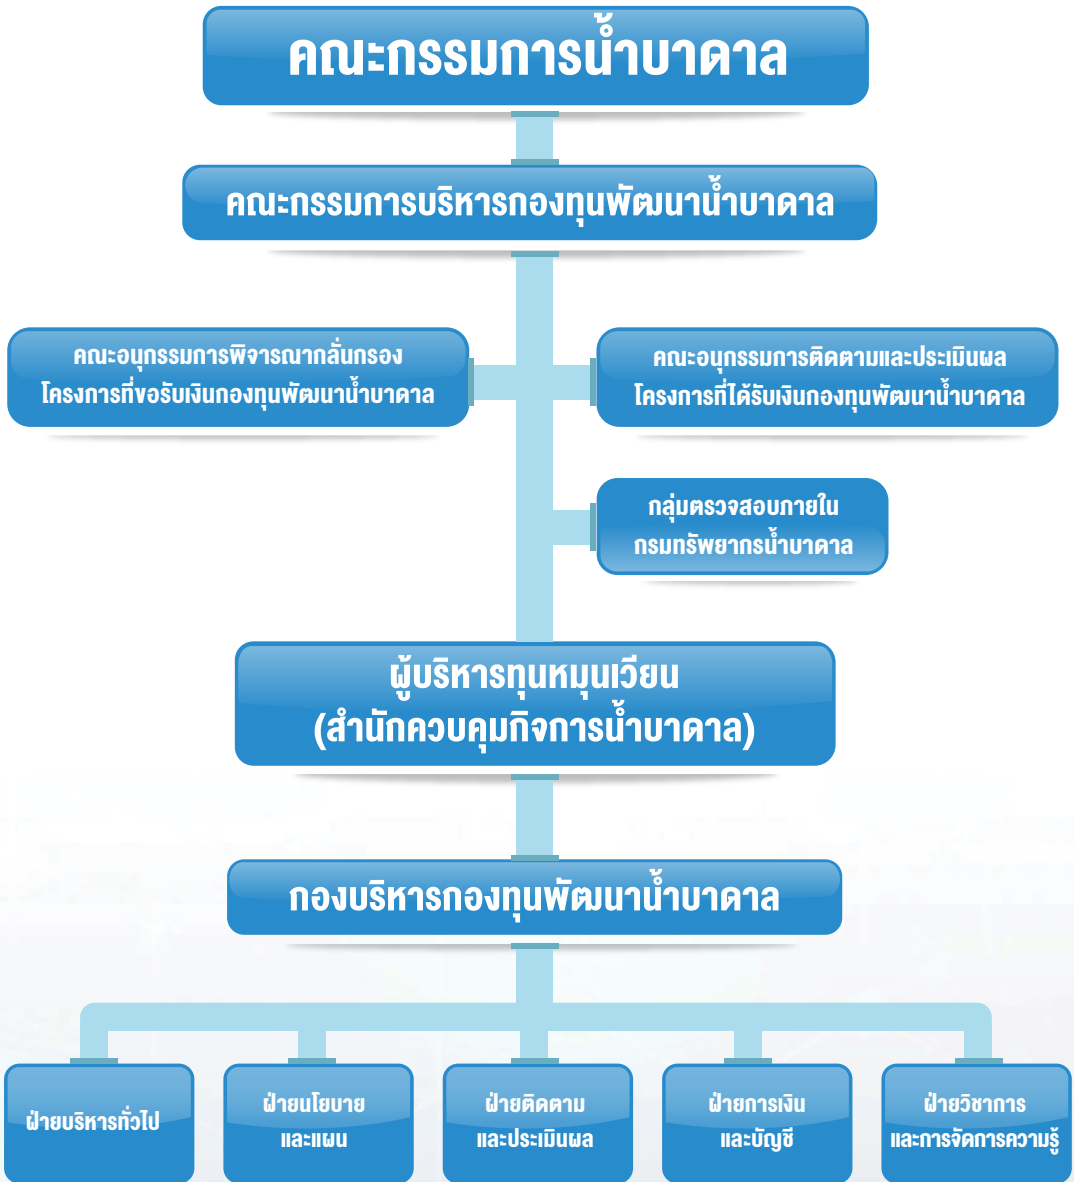 คณะกรรมการน้ำบาดาล
คณะกรรมการบริหารกองทุนพัฒนาน้ำบาดาล
คณะอนุกรรมการพิจารณากลั่นกรอง
โครงการที่ขอรับเงินกองทุนพัฒนาน้ำบาดาล
คณะอนุกรรมการติดตามและประเมินผล
โครงการที่ได้รับเงินกองทุนพัฒนาน้ำบาดาล
กลุ่มตรวจสอบภายใน
กรมทรัพยากรน้ำบาดาล
ผู้บริหารทุนหมุนเวียน
(สำนักควบคุมกิจการน้ำบาดาล)
กองบริหารกองทุนพัฒนาน้ำบาดาล
ฝ่ายบริหารทั่วไป
ฝ่ายนโยบาย
และแผน
ฝ่ายติดตาม
และประเมินผล
ฝ่ายการเงิน
และบัญชี
ฝ่ายวิชาการ
และการจัดการความรู้